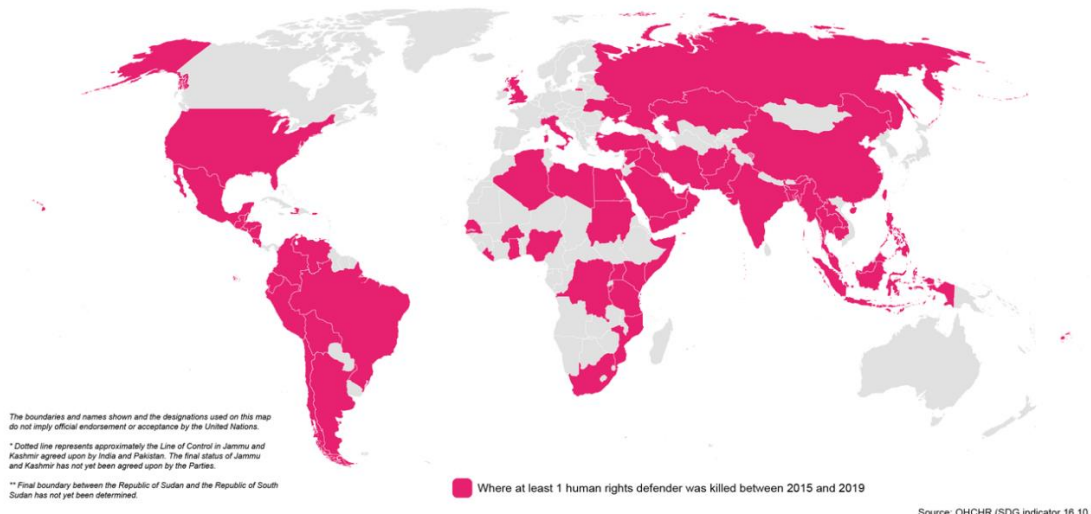 The boundaries and names shown and the designations used on this map
do not imply official endorsement or acceptance by the United Nations.
* Dotted line represents approximately the Line of Control in Jammu and
Kashmir agreed upon by India and Pakistan. The final status of Jammu
and Kashmir has not yet been agreed upon by the Parties.
** Final boundary between the Republic of Sudan and the Republic of South
Sudan has not yet been determined.
Where at least 1 human rights defender was killed between 2015 and 2019
Source: OHCHR (SDG indicator 16.10